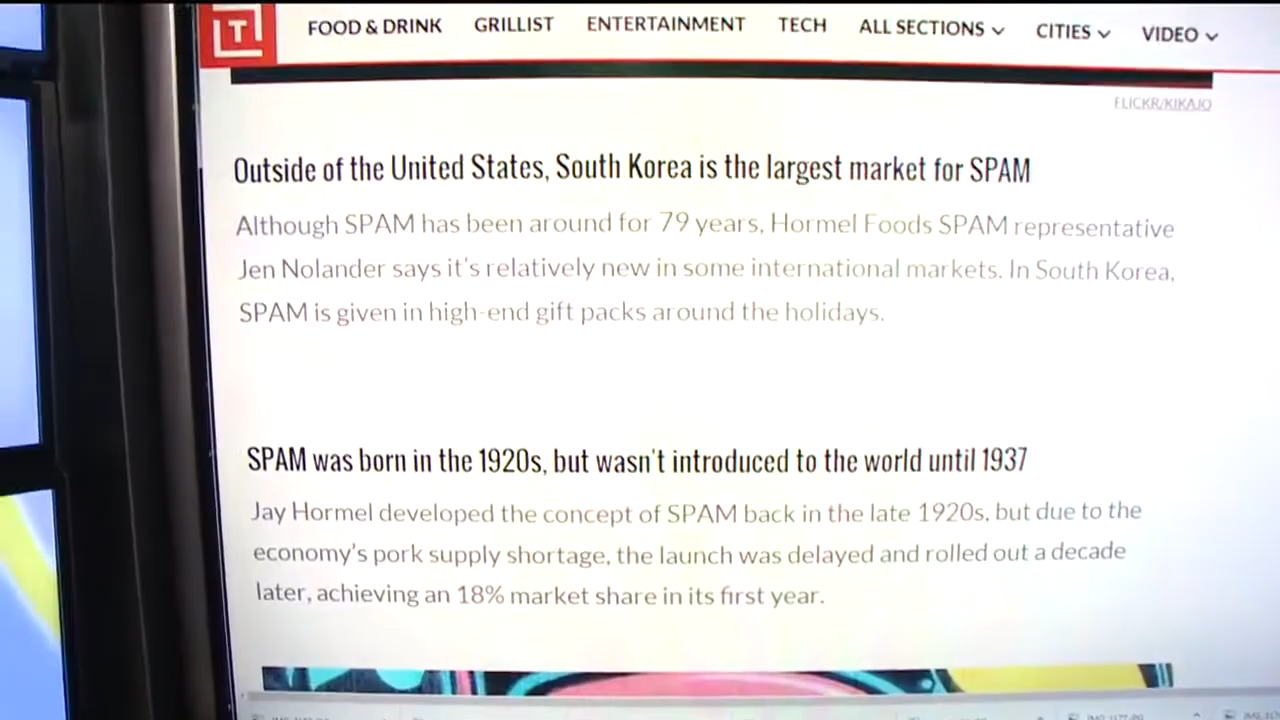 T
FOOD & DRINK GRILLIST ENTERTAINMENT TECH ALL SECTIONS CITIES VIDEO
FLICKR/KIKAJO
Outside of the United States, South Korea is the largest market for SPAM
Although SPAM has been around for 79 years, Hormel Foods SPAM representative
Jen Nolander says it's relatively new in some international markets. In South Korea,
SPAM is given in high-end gift packs around the holidays.
SPAM was born in the 1920s, but wasn't introduced to the world until 1937
Jay Hormel developed the concept of SPAM back in the late 1920s, but due to the
economy's pork supply shortage, the launch was delayed and rolled out a decade
later, achieving an 18% market share in its first year.